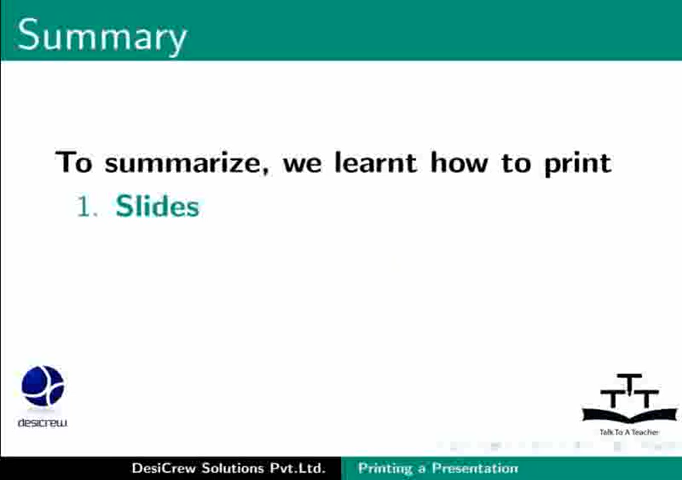 Summary
To summarize, we learnt how to print
1. Slides
desicrew
TTT
Talk To A Teacher
DesiCrew Solutions Pvt.Ltd. Printing a Presentation